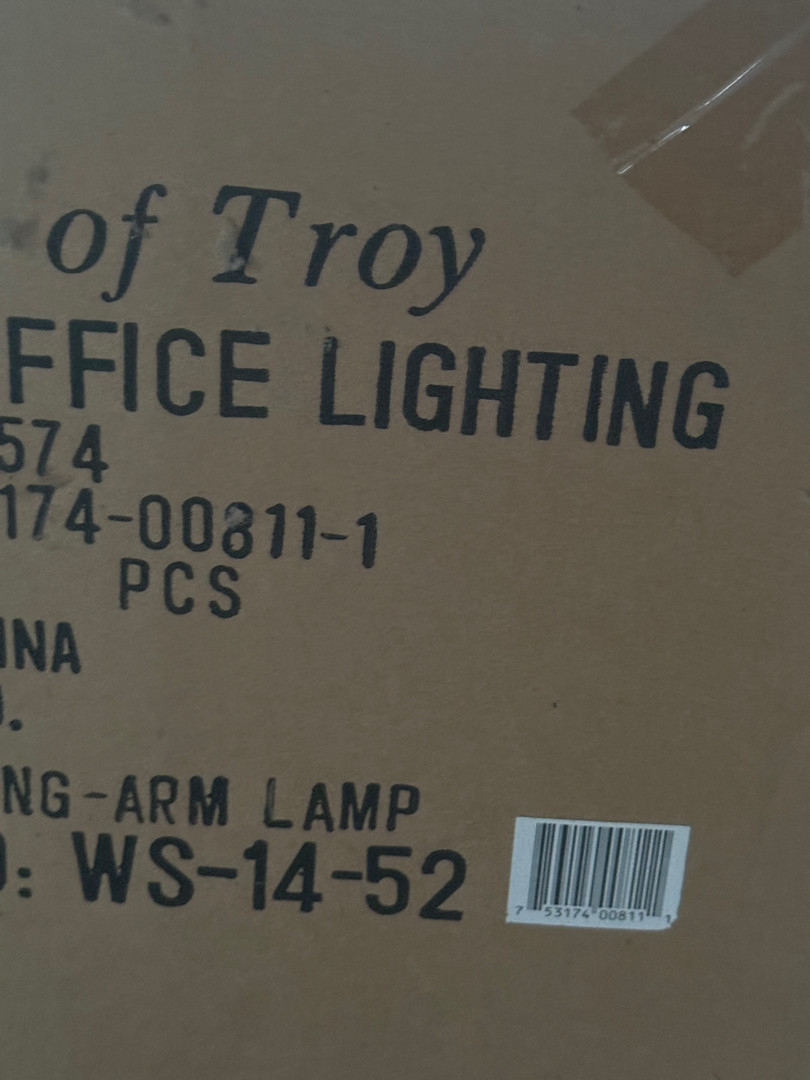 of Troy
FFICE LIGHTING
574
174-00811-1
PCS
INA
.
NG-ARM LAMP
: WS-14-52
7 53174 00811 1